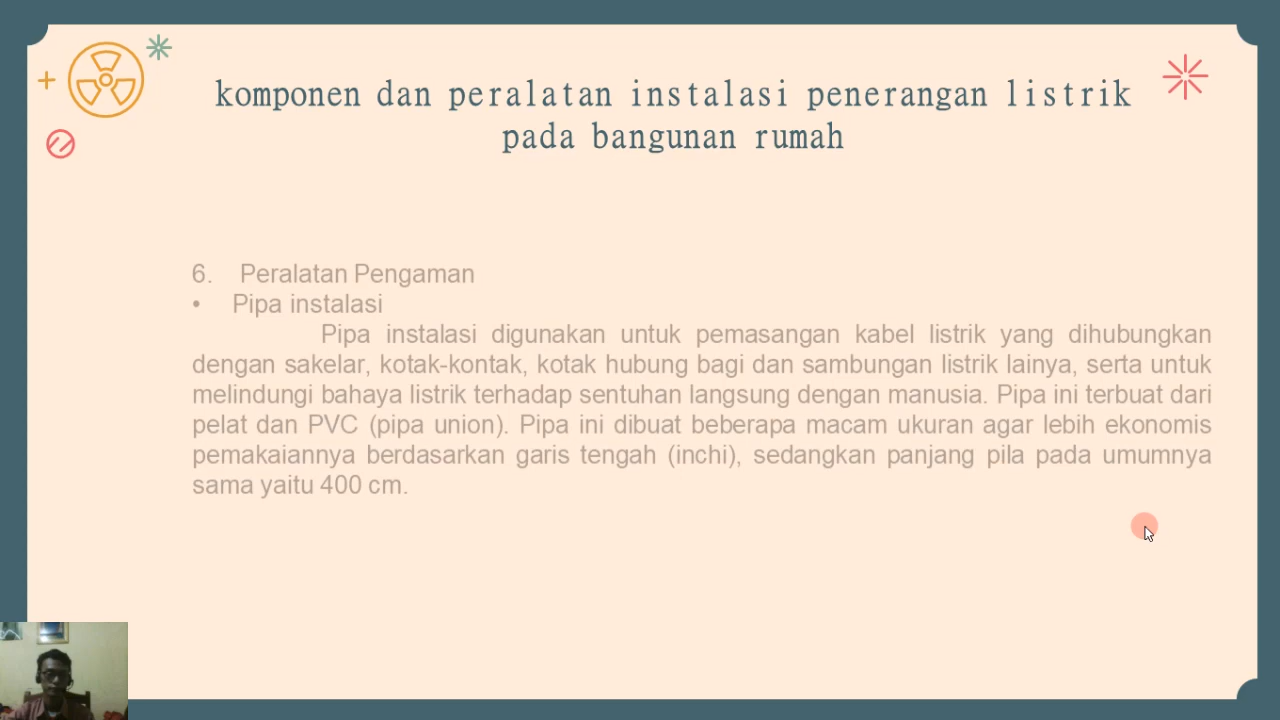 komponen dan peralatan instalasi penerangan listrik
pada bangunan rumah
6. Peralatan Pengaman
• Pipa instalasi
Pipa instalasi digunakan untuk pemasangan kabel listrik yang dihubungkan
dengan sakelar, kotak-kontak, kotak hubung bagi dan sambungan listrik lainya, serta untuk
melindungi bahaya listrik terhadap sentuhan langsung dengan manusia. Pipa ini terbuat dari
pelat dan PVC (pipa union). Pipa ini dibuat beberapa macam ukuran agar lebih ekonomis
pemakaiannya berdasarkan garis tengah (inchi), sedangkan panjang pila pada umumnya
sama yaitu 400 cm.